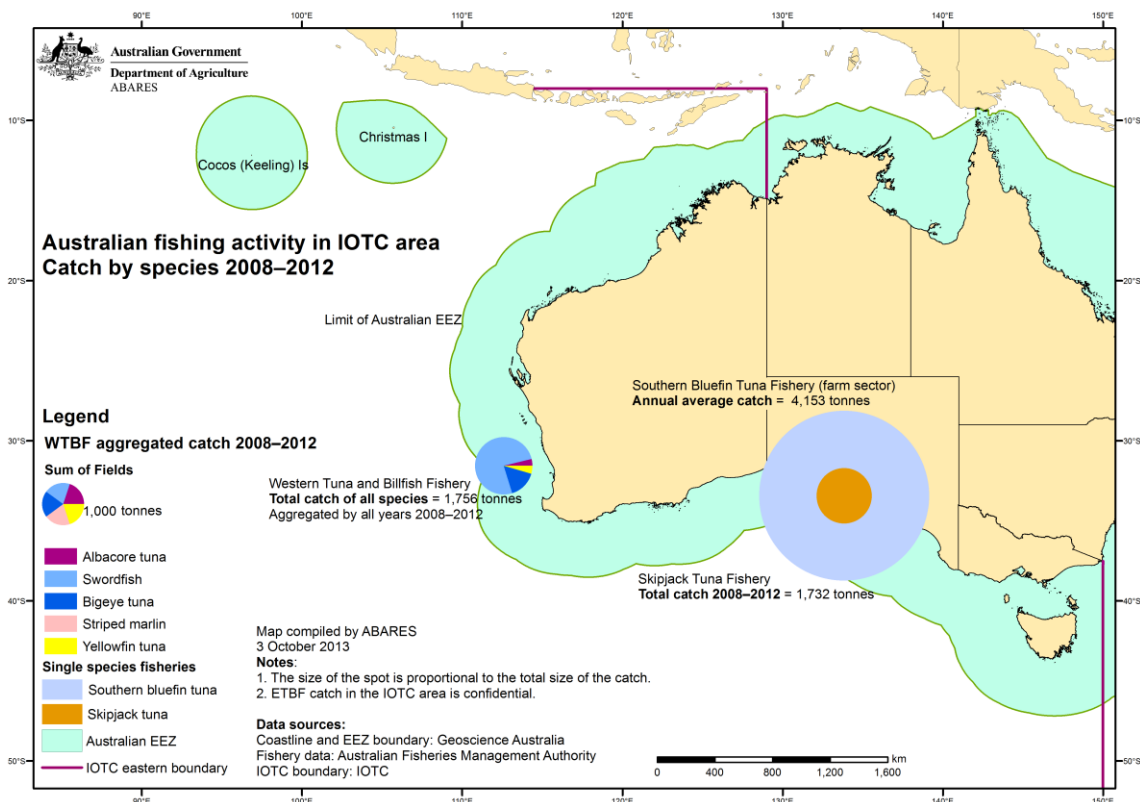 90°E 100°E 110°E 120°E 130°E 140°E 150°E
Australian Government
Department of Agriculture
ABARES
10°S 10°S
Christmas I
Cocos (Keeling) Is
Australian fishing activity in IOTC area
Catch by species 2008–2012
20°S 20°S
Limit of Australian EEZ
Southern Bluefin Tuna Fishery (farm sector)
Annual average catch = 4,153 tonnes
Legend
WTBF aggregated catch 2008–2012
30°S 30°S
Sum of Fields
1,000 tonnes
Western Tuna and Billfish Fishery
Total catch of all species = 1,756 tonnes
Aggregated by all years 2008–2012
Albacore tuna
Swordfish
Bigeye tuna
Striped marlin
Yellowfin tuna
Single species fisheries
Southern bluefin tuna
Skipjack tuna
Australian EEZ
IOTC eastern boundary
Skipjack Tuna Fishery
Total catch 2008–2012 = 1,732 tonnes
40°S 40°S
Map compiled by ABARES
3 October 2013
Notes:
1. The size of the spot is proportional to the total size of the catch.
2. ETBF catch in the IOTC area is confidential.
Data sources:
Coastline and EEZ boundary: Geoscience Australia
Fishery data: Australian Fisheries Management Authority
IOTC boundary: IOTC
km
0 400 800 1,200 1,600
50°S 50°S
90°E 100°E 110°E 120°E 130°E 140°E 150°E